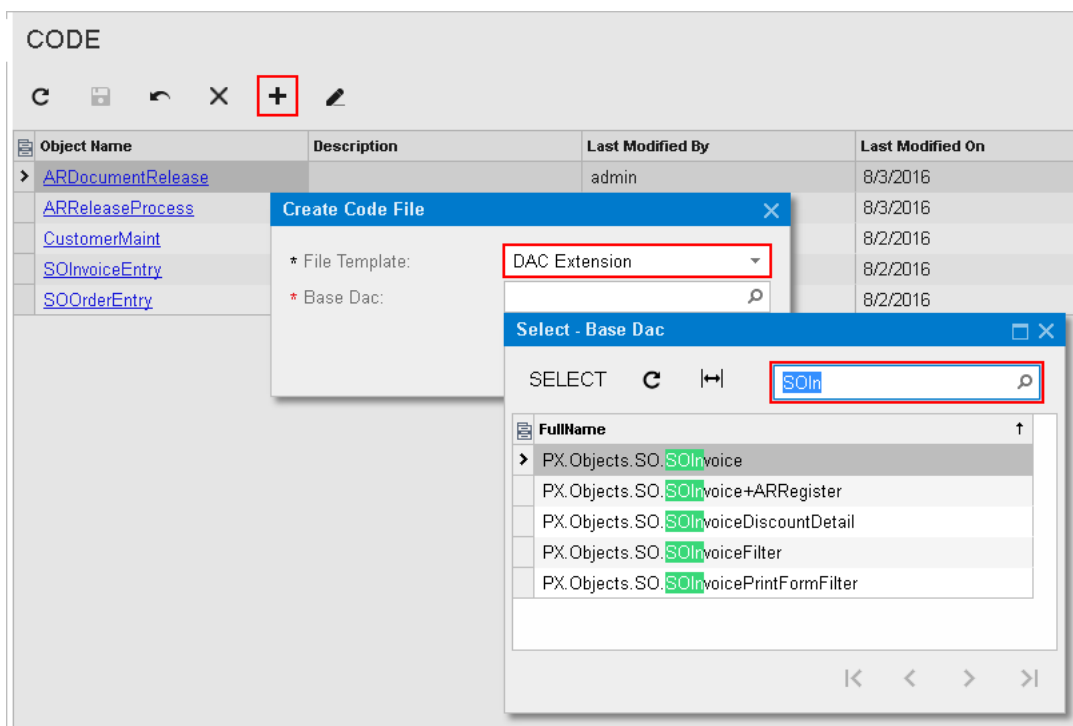 CODE
Object Name Description Last Modified By Last Modified On
ARDocumentRelease admin 8/3/2016
ARReleaseProcess 8/3/2016
CustomerMaint 8/2/2016
SOInvoiceEntry 8/2/2016
SOOrderEntry 8/2/2016
Create Code File
* File Template: DAC Extension
* Base Dac:
Select - Base Dac
SELECT SOIn
FullName
PX.Objects.SO.SOInvoice
PX.Objects.SO.SOInvoice+ARRegister
PX.Objects.SO.SOInvoiceDiscountDetail
PX.Objects.SO.SOInvoiceFilter
PX.Objects.SO.SOInvoicePrintFormFilter